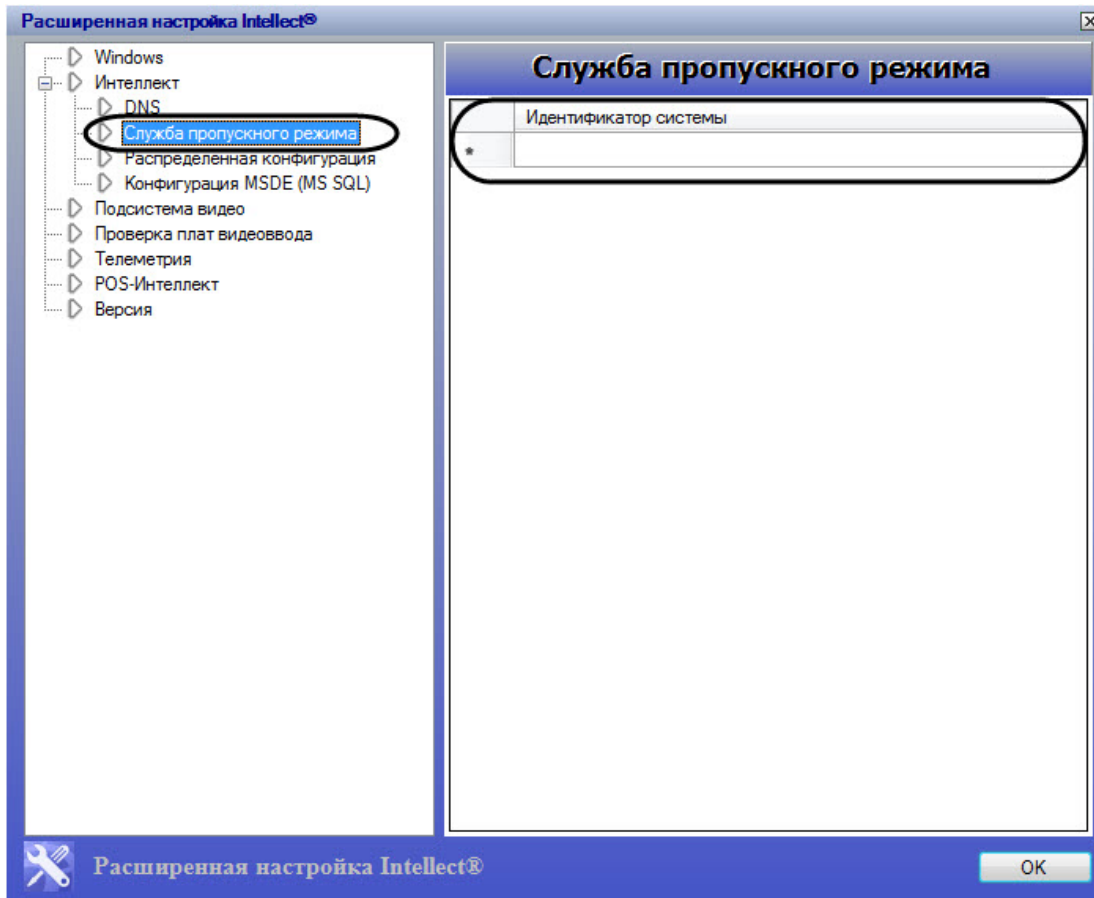 Расширенная настройка Intellect®
Windows
Интеллект
DNS
Служба пропускного режима
Распределенная конфигурация
Конфигурация MSDE (MS SQL)
Подсистема видео
Проверка плат видеоввода
Телеметрия
POS-Интеллект
Версия
Служба пропускного режима
Идентификатор системы
*
Расширенная настройка Intellect®
OK